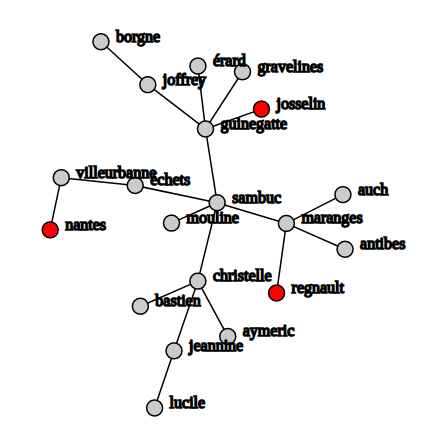 borgne
érard
gravelines
joffrey
josselin
guinegatte
villeurbanne
échets
auch
sambuc
mouline
maranges
nantes
antibes
christelle
regnault
bastien
aymeric
jeannine
lucile